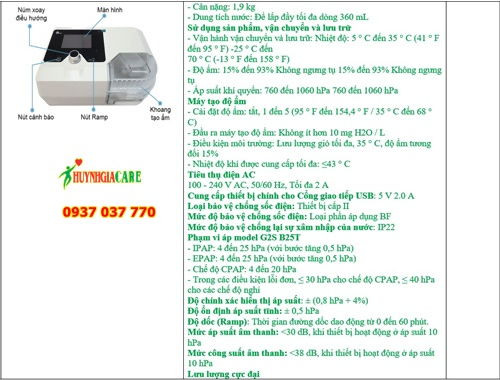 Núm xoay
điều hướng
Màn hình
Nút cảnh báo
Nút Ramp
Khoang
tạo ẩm
HUYNHGIACARE
0937 037 770
- Cân nặng: 1,9 kg
- Dung tích nước: Để lấp đầy tối đa dòng 360 mL
Sử dụng sản phẩm, vận chuyển và lưu trữ
- Vận hành vận chuyển và lưu trữ: Nhiệt độ: 5 ° C đến 35 ° C (41 ° F
đến 95 ° F) -25 ° C đến
70 ° C (-13 ° F đến 158 ° F)
- Độ ẩm: 15% đến 93% Không ngưng tụ 15% đến 93% Không ngưng
tụ
- Áp suất khí quyển: 760 đến 1060 hPa 760 đến 1060 hPa
Máy tạo độ ẩm
- Cài đặt độ ẩm: tắt, 1 đến 5 (95 ° F đến 154,4 ° F / 35 ° C đến 68 °
C)
- Đầu ra máy tạo độ ẩm: Không ít hơn 10 mg H2O / L
- Điều kiện môi trường: Lưu lượng gió tối đa, 35 ° C, độ ẩm tương
đối 15%
- Nhiệt độ khí được cung cấp tối đa: ≤43 ° C
Tiêu thụ điện AC
100 - 240 V AC, 50/60 Hz, Tối đa 2 A
Cung cấp thiết bị chính cho Cổng giao tiếp USB: 5 V 2.0 A
Loại bảo vệ chống sốc điện: Thiết bị cấp II
Mức độ bảo vệ chống sốc điện: Loại phần áp dụng BF
Mức độ bảo vệ chống lại sự xâm nhập của nước: IP22
Phạm vi áp model G2S B25T
- IPAP: 4 đến 25 hPa (với bước tăng 0,5 hPa)
- EPAP: 4 đến 25 hPa (với bước tăng 0,5 hPa)
- Chế độ CPAP: 4 đến 20 hPa
- Trong các điều kiện lỗi đơn, ≤ 30 hPa cho chế độ CPAP, ≤ 40 hPa
cho các chế độ nghỉ
Độ chính xác hiển thị áp suất: ± (0,8 hPa + 4%)
Độ ổn định áp suất tĩnh: ± 0,5 hPa
Độ dốc (Ramp): Thời gian đường dốc dao động từ 0 đến 60 phút.
Mức áp suất âm thanh: <30 dB, khi thiết bị hoạt động ở áp suất 10
hPa
Mức công suất âm thanh: <38 dB, khi thiết bị hoạt động ở áp suất
10 hPa
Lưu lượng cực đại